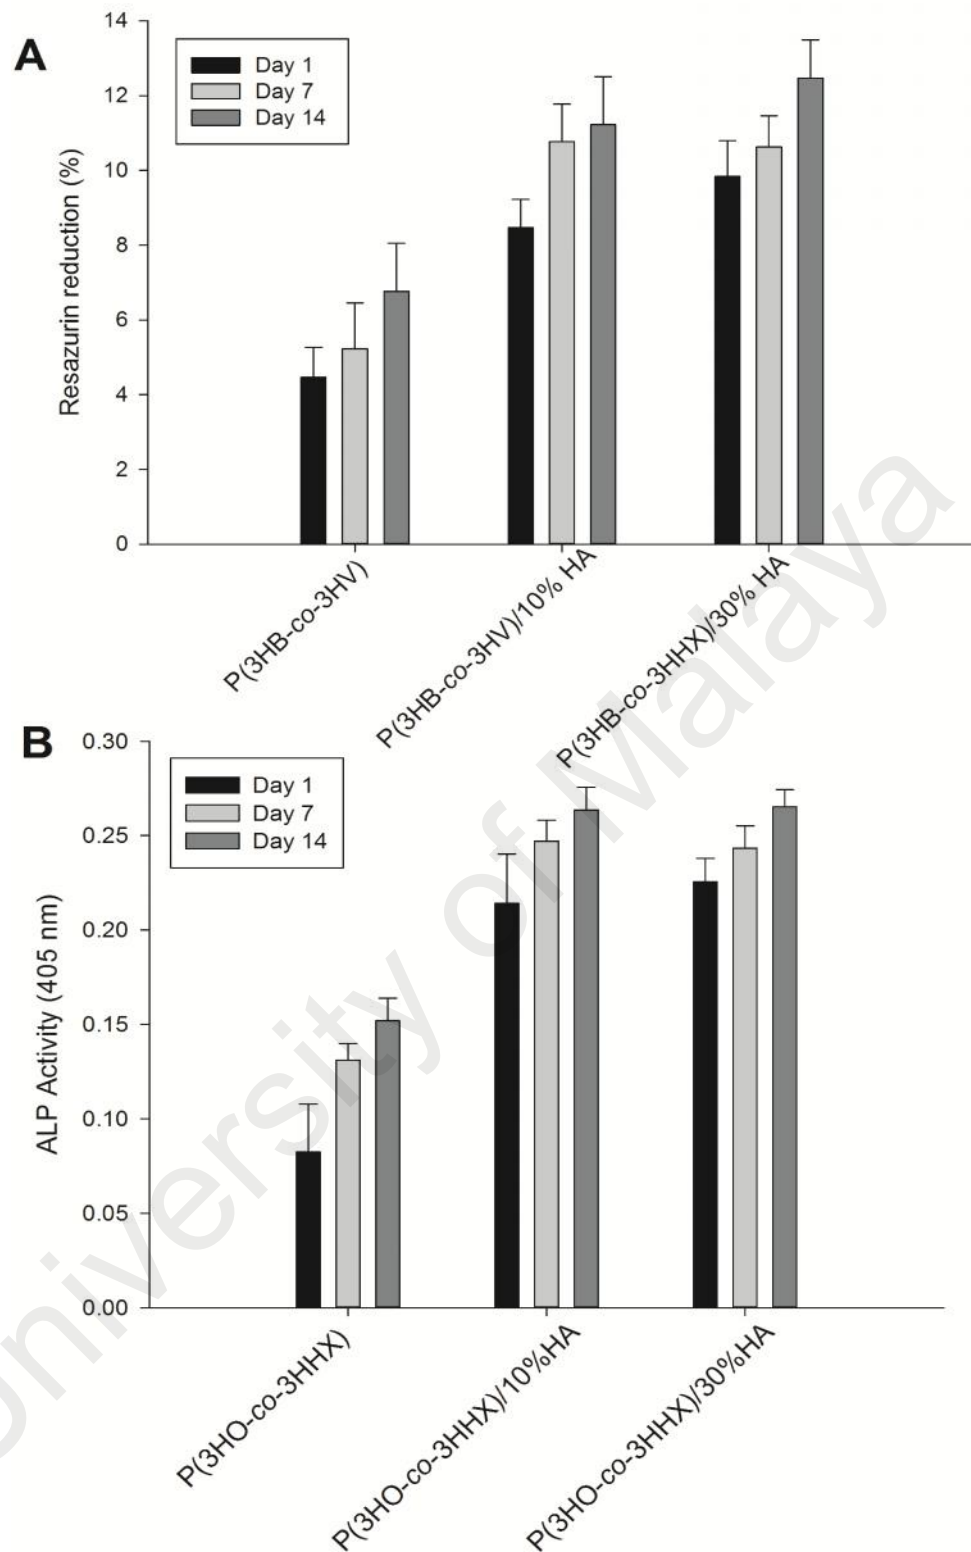 A
14
12
10
8
6
4
2
0
Resazurin reduction (%)
Day 1
Day 7
Day 14
P(3HB-co-3HV)
P(3HB-co-3HV)/10% HA
P(3HB-co-3HHX)/30% HA
B
0.30
0.25
0.20
0.15
0.10
0.05
0.00
ALP Activity (405 nm)
Day 1
Day 7
Day 14
P(3HO-co-3HHX)
P(3HO-co-3HHX)/10%HA
P(3HO-co-3HHX)/30%HA
University of Malaya